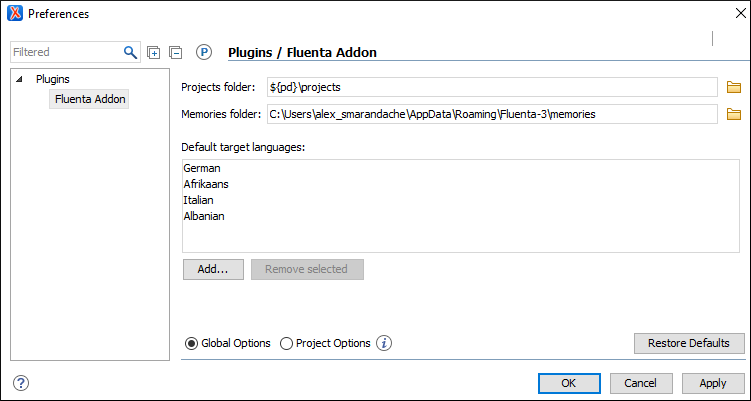 Preferences
Filtered
P
Plugins / Fluenta Addon
Plugins
Fluenta Addon
Projects folder: ${pd}\projects
Memories folder: C:\Users\alex_smarandache\AppData\Roaming\Fluenta-3\memories
Default target languages:
German
Afrikaans
Italian
Albanian
Add...
Remove selected
Global Options
Project Options
i
Restore Defaults
?
OK
Cancel
Apply